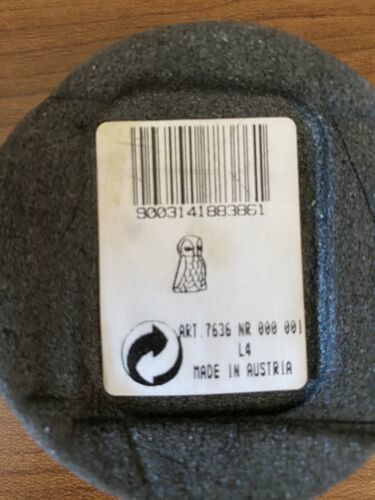 9003141883861
ART.7636 NR 000 001
L4
MADE IN AUSTRIA